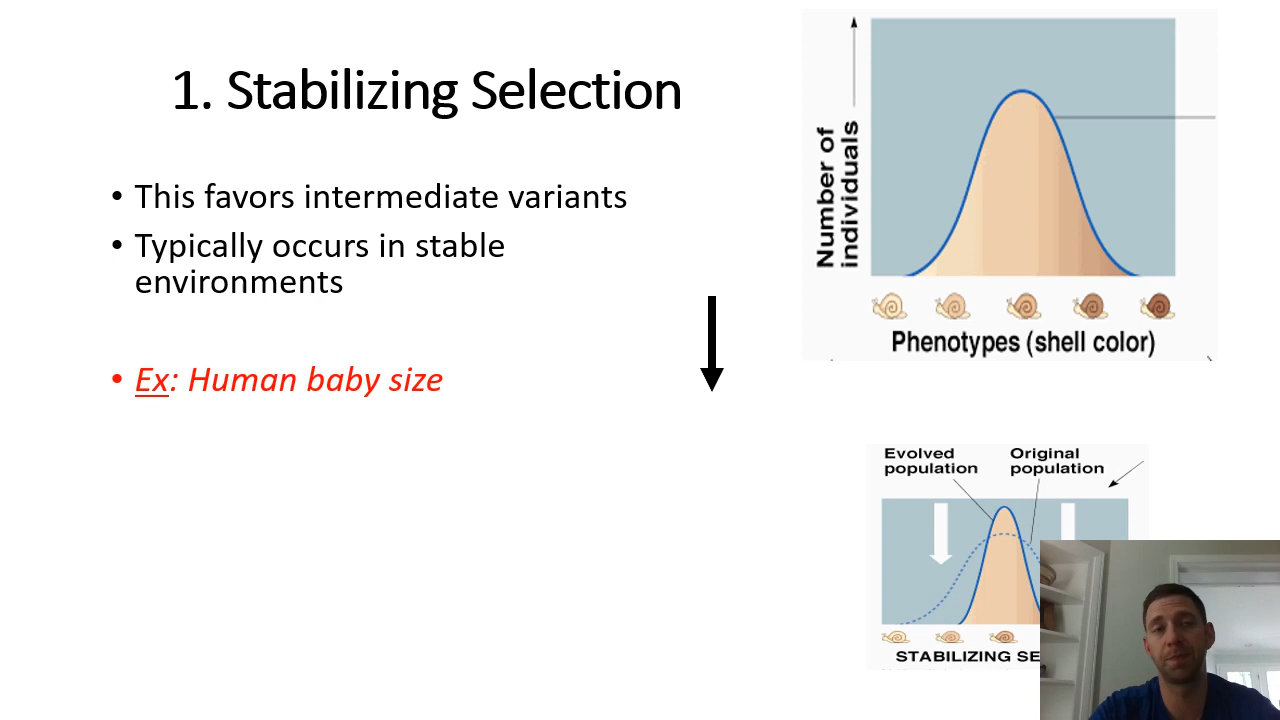 1. Stabilizing Selection
• This favors intermediate variants
• Typically occurs in stable
environments
• Ex: Human baby size
Number of
individuals
Phenotypes (shell color)
Evolved
population
Original
population
STABILIZING SE